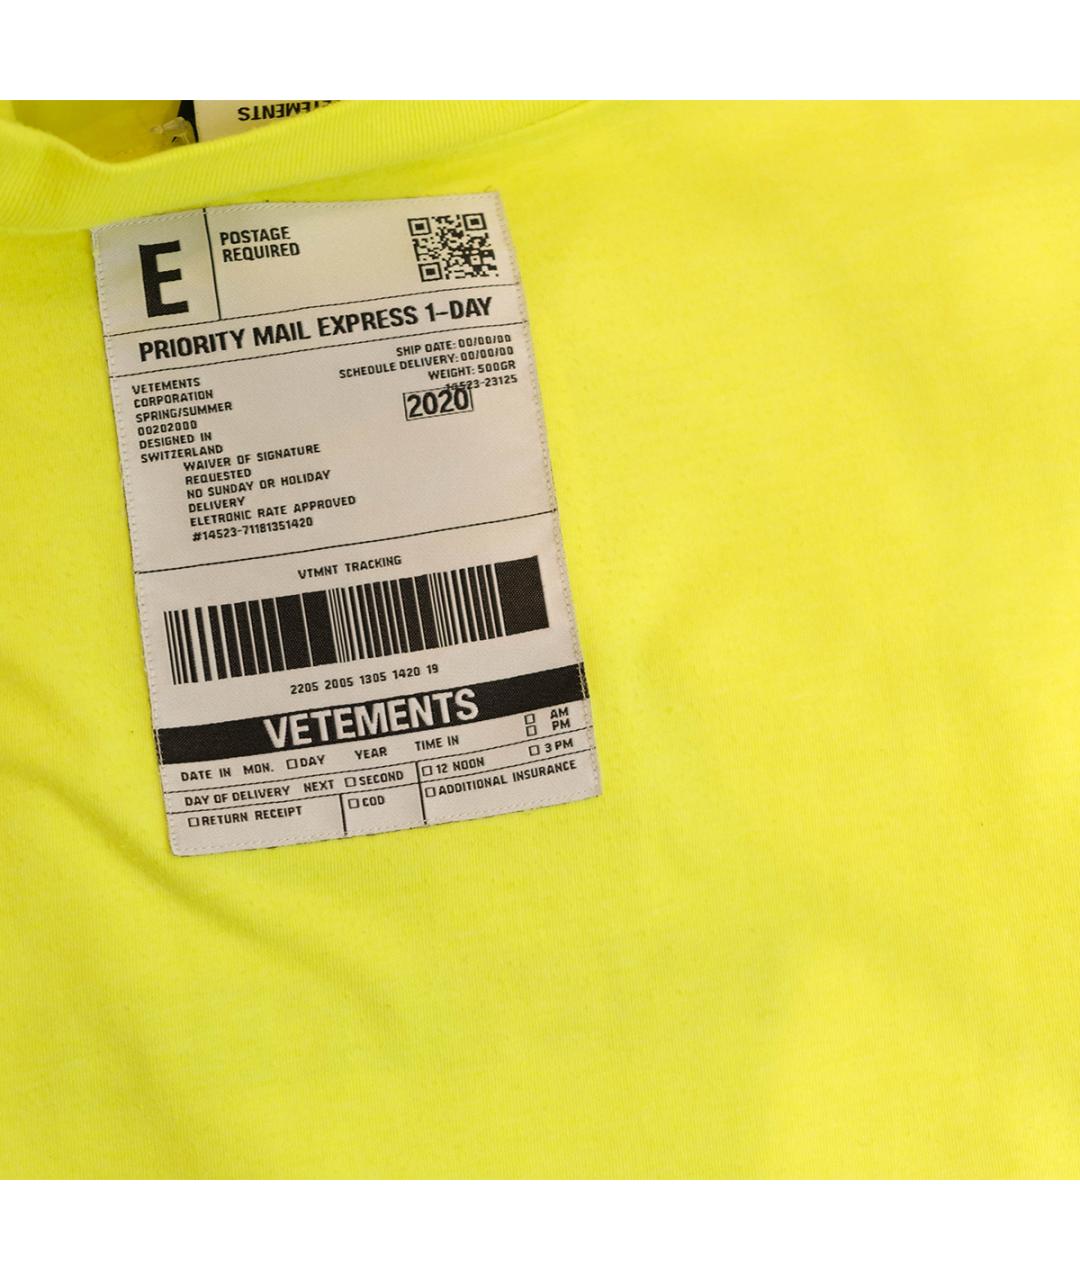 VETEMENTS
E
POSTAGE
REQUIRED
PRIORITY MAIL EXPRESS 1-DAY
SHIP DATE: 00/00/00
SCHEDULE DELIVERY: 00/00/00
WEIGHT: 500GR
14523-23125
2020
VETEMENTS
CORPORATION
SPRING/SUMMER
00202000
DESIGNED IN
SWITZERLAND
WAIVER OF SIGNATURE
REQUESTED
NO SUNDAY OR HOLIDAY
DELIVERY
ELETRONIC RATE APPROVED
#14523-71181351420
VTMNT TRACKING
2205 2005 1305 1420 19
VETEMENTS
DATE IN MON. DAY YEAR TIME IN AM
PM
DAY OF DELIVERY NEXT SECOND 12 NOON 3 PM
RETURN RECEIPT COD ADDITIONAL INSURANCE